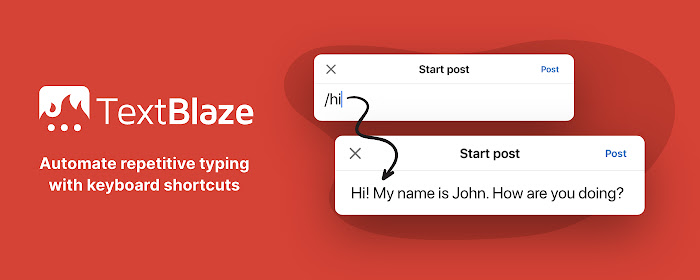 TextBlaze
Automate repetitive typing
with keyboard shortcuts
Start post Post
/hi
Start post Post
Hi! My name is John. How are you doing?